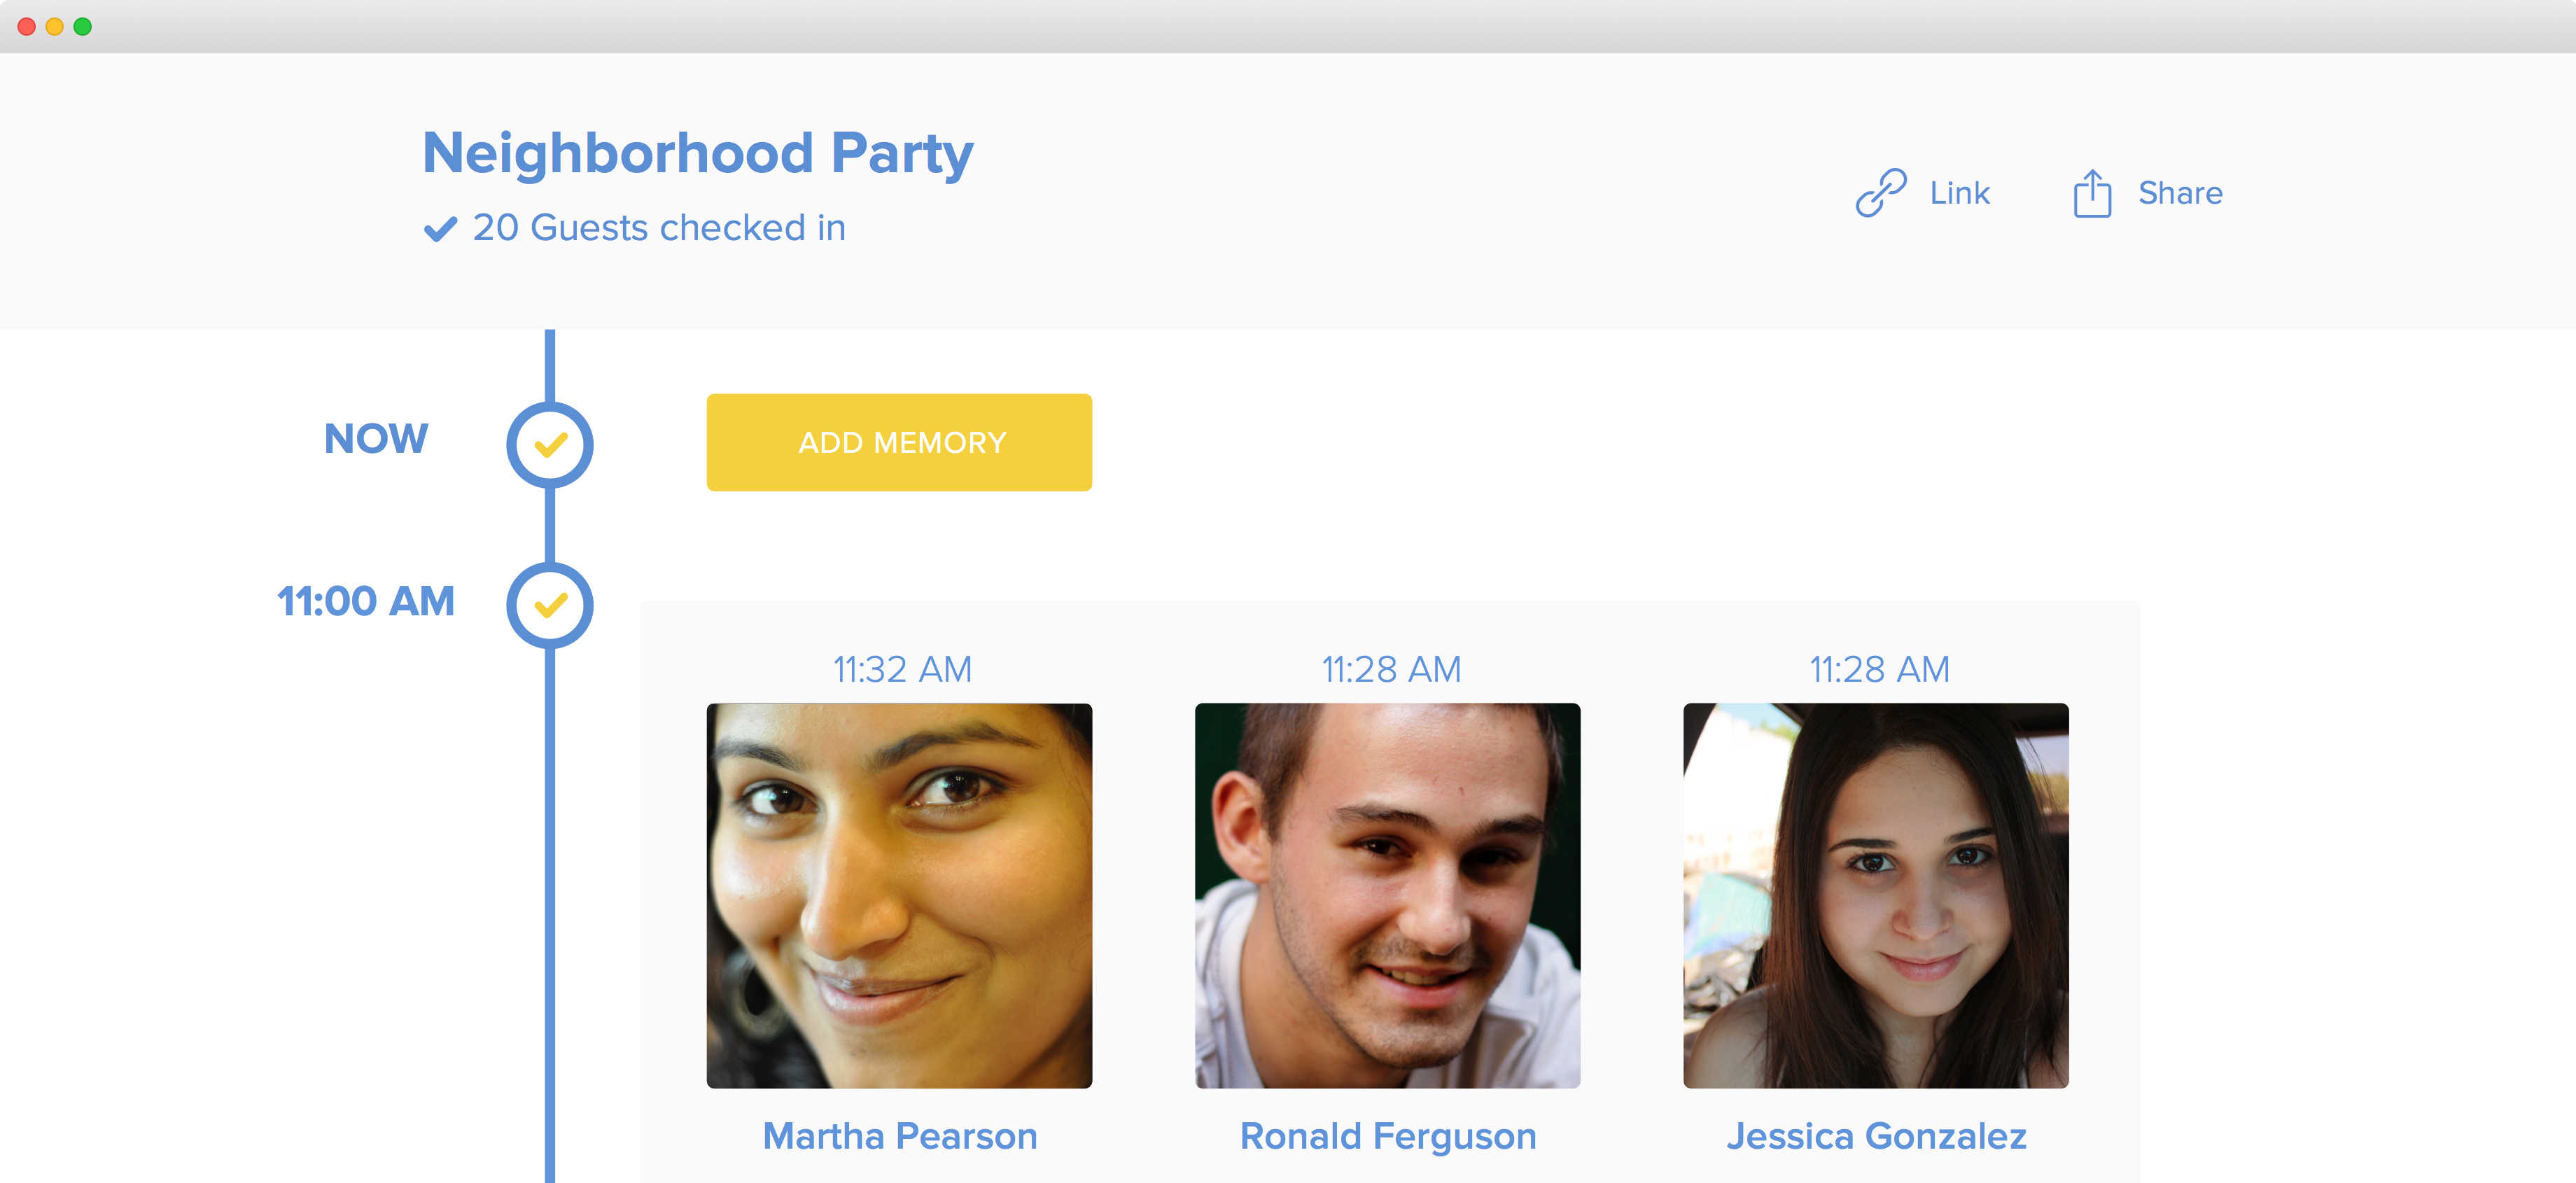 Neighborhood Party
20 Guests checked in
Link
Share
NOW
ADD MEMORY
11:00 AM
11:32 AM
11:28 AM
11:28 AM
Martha Pearson
Ronald Ferguson
Jessica Gonzalez